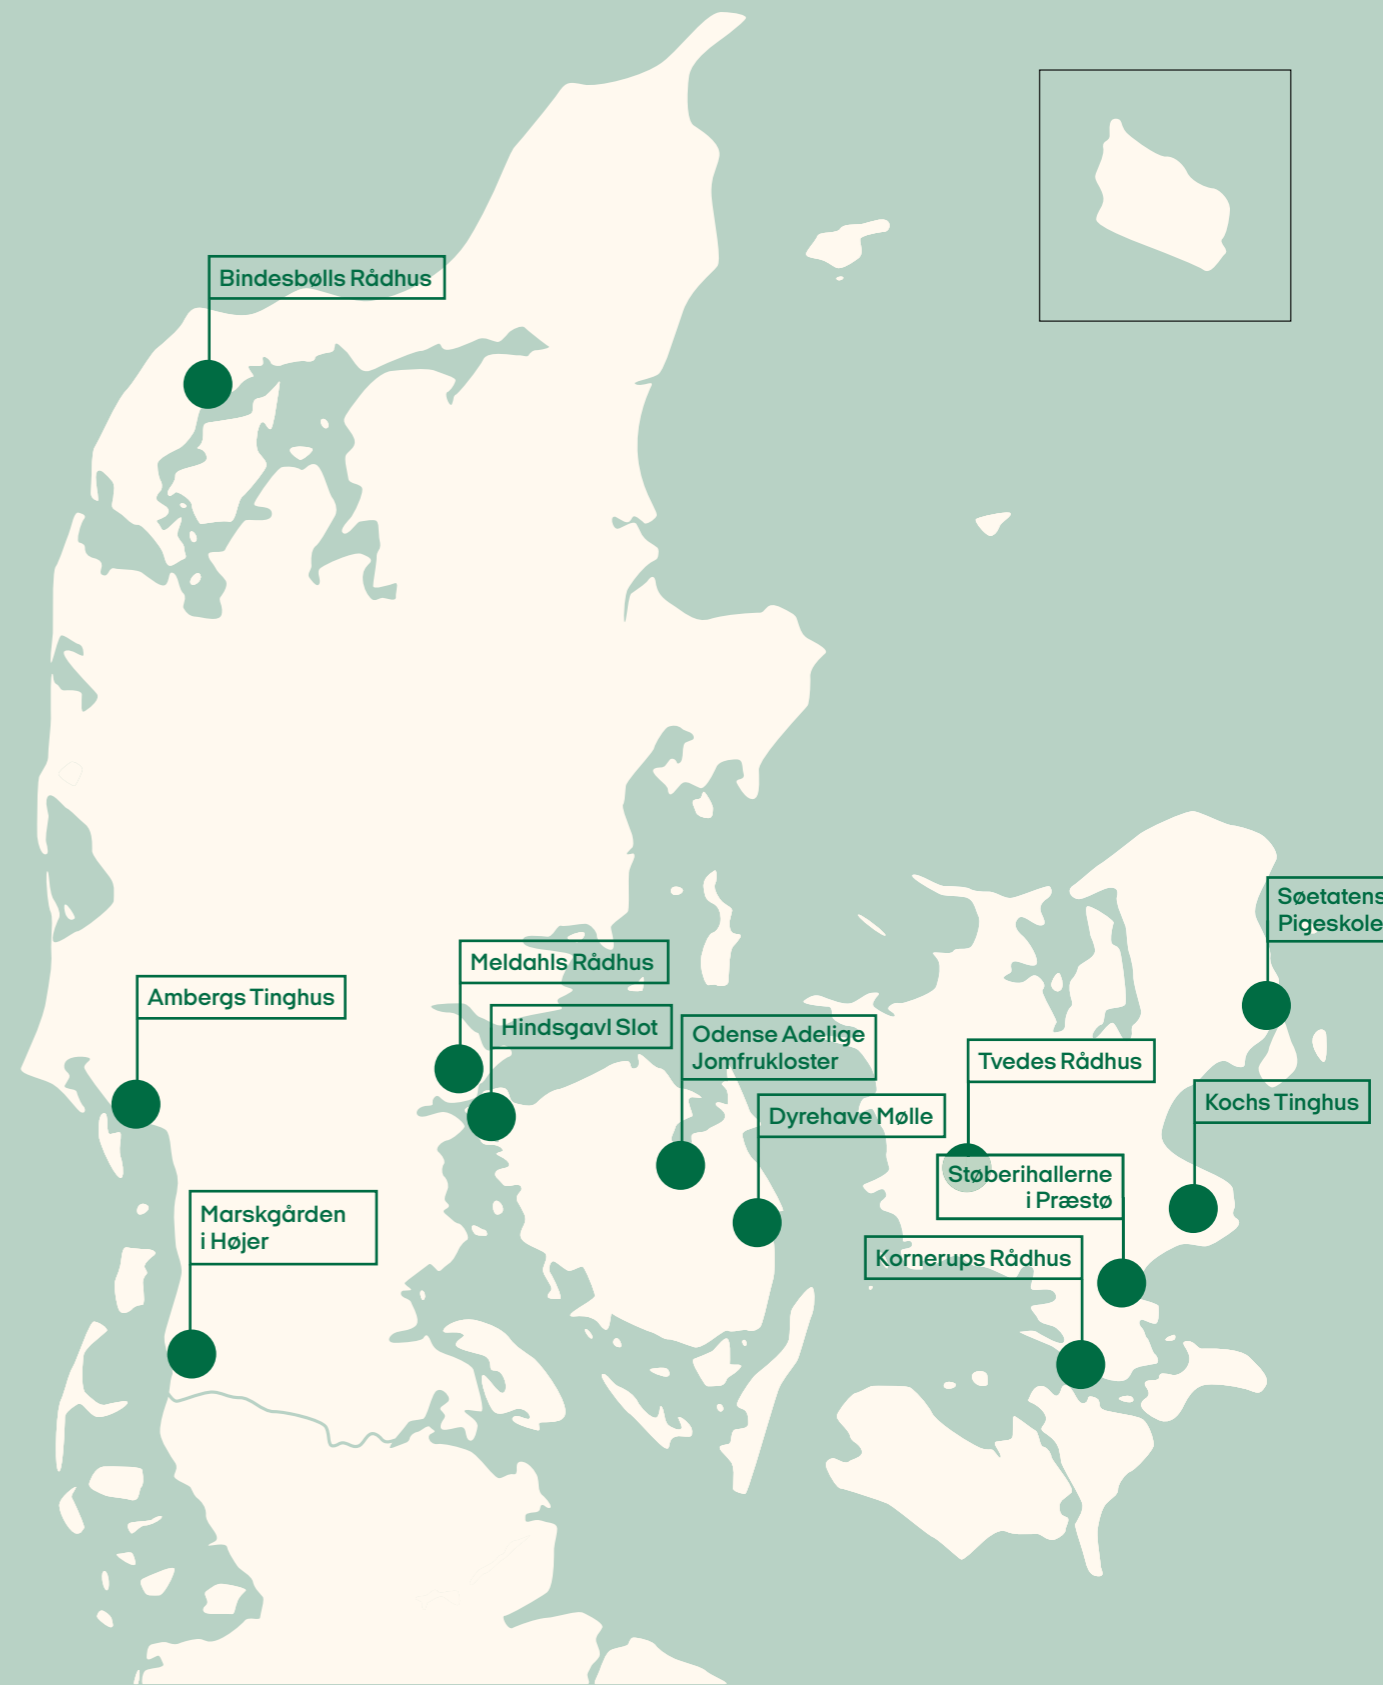 Bindesbølls Rådhus
Søetatens
Pigeskole
Meldahls Rådhus
Ambergs Tinghus
Hindsgavl Slot
Odense Adelige
Jomfrukloster
Tvedes Rådhus
Kochs Tinghus
Dyrehave Mølle
Støberihallerne
i Præstø
Marskgården
i Højer
Kornerups Rådhus